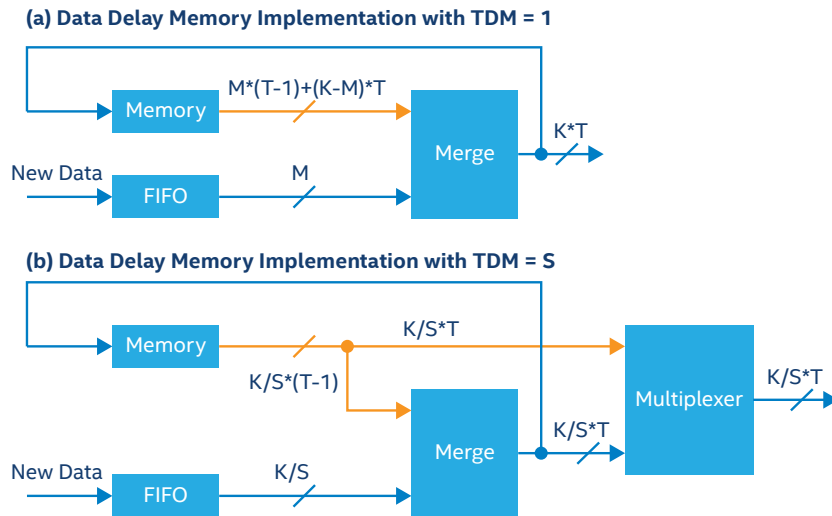 (a) Data Delay Memory Implementation with TDM = 1
M*(T-1)+(K-M)*T
Memory
K*T
Merge
New Data
M
FIFO
(b) Data Delay Memory Implementation with TDM = S
K/S*T
Memory
K/S*(T-1)
K/S*T
Multiplexer
K/S*T
Merge
New Data
K/S
FIFO